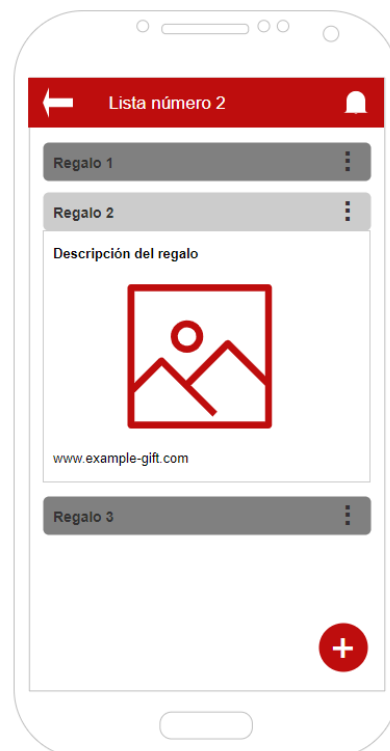 Lista número 2
Regalo 1
Regalo 2
Descripción del regalo
www.example-gift.com
Regalo 3